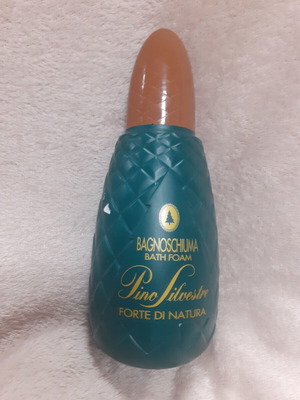 BAGNOSCHIUMA
BATH FOAM
Pino Silvestre
FORTE DI NATURA